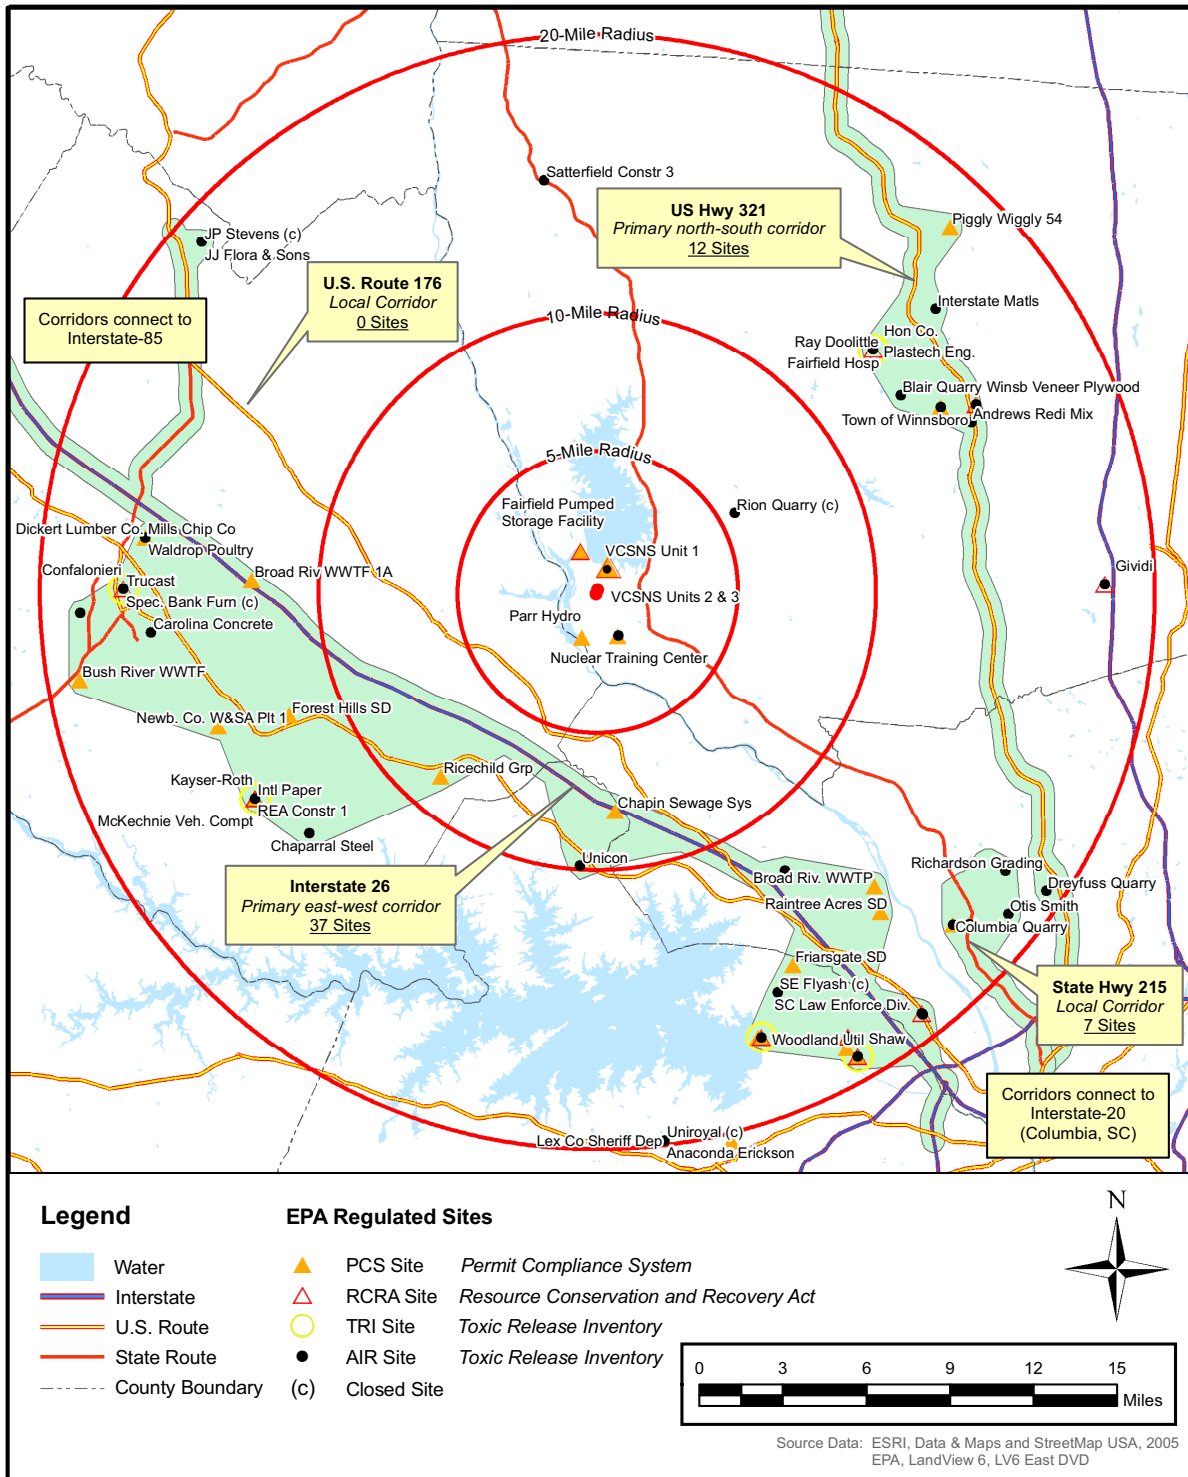 20-Mile Radius
Satterfield Constr 3
US Hwy 321
Primary north-south corridor
12 Sites
Piggly Wiggly 54
JP Stevens (c)
JJ Flora & Sons
U.S. Route 176
Local Corridor
0 Sites
Corridors connect to
Interstate-85
10-Mile Radius
Interstate Matls
Hon Co.
Ray Doolittle
Plastech Eng.
Fairfield Hosp
Blair Quarry
Winsb Veneer Plywood
Town of Winnsboro
Andrews Redi Mix
5-Mile Radius
Fairfield Pumped
Storage Facility
Rion Quarry (c)
Dickert Lumber Co.
Mills Chip Co
Waldrop Poultry
VCSNS Unit 1
Confalonieri
Trucast
Broad Riv WWTF 1A
Gividi
Spec. Bank Furn (c)
VCSNS Units 2 & 3
Parr Hydro
Carolina Concrete
Nuclear Training Center
Bush River WWTF
Forest Hills SD
Newb. Co. W&SA Plt 1
Ricechild Grp
Kayser-Roth
Intl Paper
REA Constr 1
McKechnie Veh. Compt
Chapin Sewage Sys
Chaparral Steel
Unicon
Interstate 26
Primary east-west corridor
37 Sites
Broad Riv. WWTP
Raintree Acres SD
Richardson Grading
Dreyfuss Quarry
Otis Smith
Columbia Quarry
Friarsgate SD
SE Flyash (c)
SC Law Enforce Div.
State Hwy 215
Local Corridor
7 Sites
Woodland Util
Shaw
Corridors connect to
Interstate-20
(Columbia, SC)
Lex Co Sheriff Dep
Uniroyal (c)
Anaconda Erickson
Legend
Water
Interstate
U.S. Route
State Route
County Boundary
EPA Regulated Sites
PCS Site Permit Compliance System
RCRA Site Resource Conservation and Recovery Act
TRI Site Toxic Release Inventory
AIR Site Toxic Release Inventory
(c) Closed Site
N
0 3 6 9 12 15
Miles
Source Data: ESRI, Data & Maps and StreetMap USA, 2005
EPA, LandView 6, LV6 East DVD